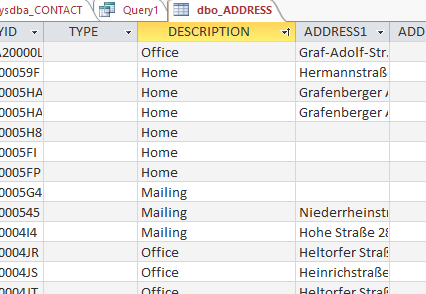 ysdba_CONTACT Query1 dbo_ADDRESS
YID TYPE DESCRIPTION ADDRESS1 ADD
A20000L Office Graf-Adolf-Str.
00059F Home Hermannstraß
0005HA Home Grafenberger A
0005HA Home Grafenberger A
0005H8 Home
0005FI Home
0005FP Home
0005G4 Mailing
000545 Mailing Niederrheinstr
0004I4 Mailing Hohe Straße 28
0004JR Office Heltorfer Straße
0004JS Office Heinrichstraße
0004JT Office Heltorfer Straße